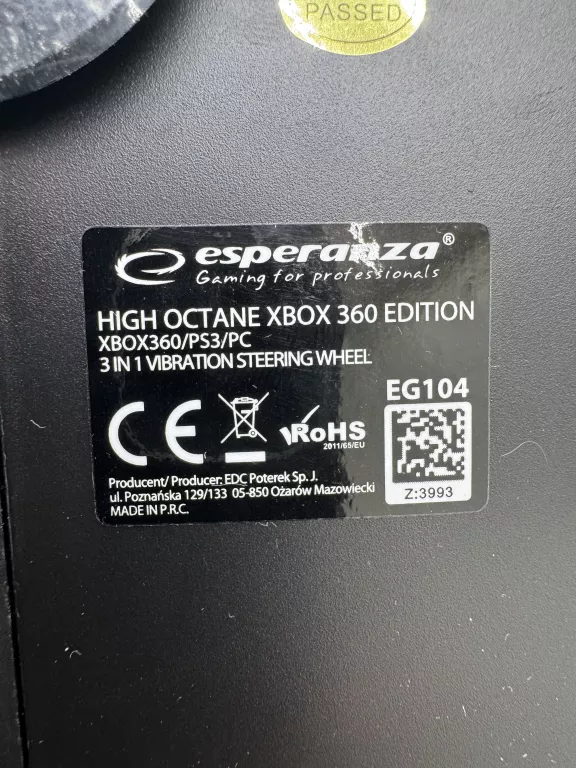 PASSED
esperanza®
Gaming for professionals
HIGH OCTANE XBOX 360 EDITION
XBOX360/PS3/PC
3 IN 1 VIBRATION STEERING WHEEL
EG104
CE
RoHS
2011/65/EU
Producent/ Producer: EDC Poterek Sp. J.
ul. Poznańska 129/133 05-850 Ożarów Mazowiecki
MADE IN P.R.C.
Z:3993